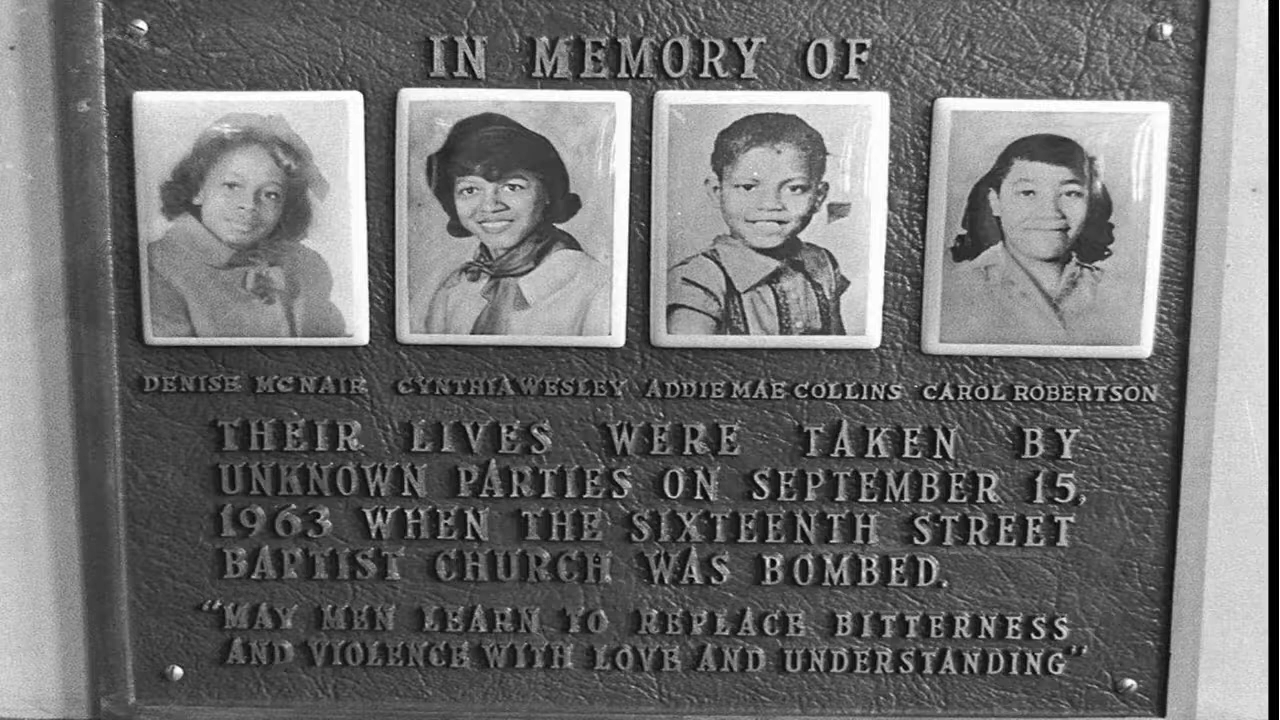 IN MEMORY OF
DENISE MCNAIR CYNTHIA WESLEY ADDIE MAE COLLINS CAROL ROBERTSON
THEIR LIVES WERE TAKEN BY
UNKNOWN PARTIES ON SEPTEMBER 15,
1963 WHEN THE SIXTEENTH STREET
BAPTIST CHURCH WAS BOMBED.
"MAY MEN LEARN TO REPLACE BITTERNESS
AND VIOLENCE WITH LOVE AND UNDERSTANDING"